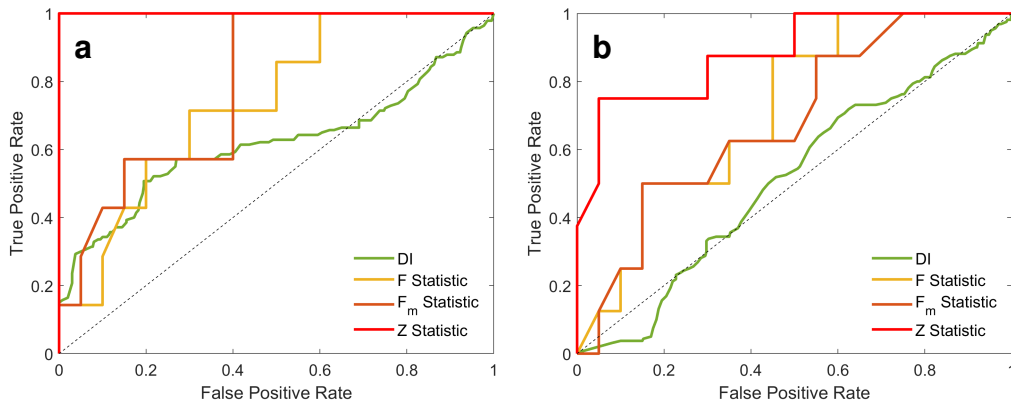 a
1
0.8
0.6
0.4
0.2
0
0 0.2 0.4 0.6 0.8 1
True Positive Rate
False Positive Rate
DI
F Statistic
Fm Statistic
Z Statistic
b
1
0.8
0.6
0.4
0.2
0
0 0.2 0.4 0.6 0.8 1
True Positive Rate
False Positive Rate
DI
F Statistic
Fm Statistic
Z Statistic